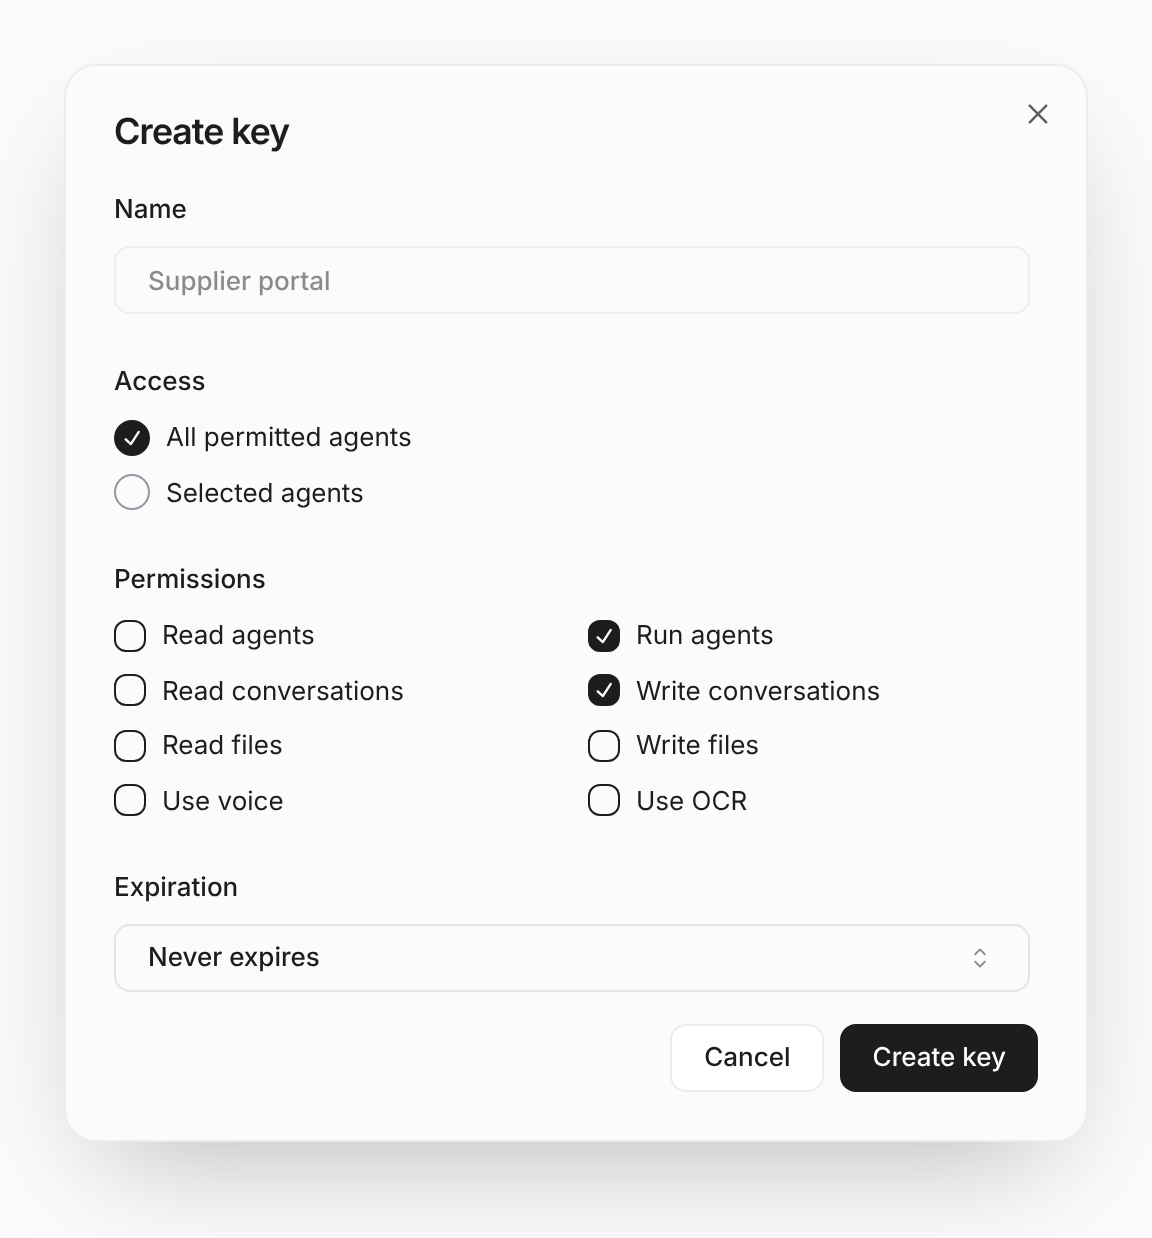 Create key
Name
Supplier portal
Access
All permitted agents
Selected agents
Permissions
Read agents
Run agents
Read conversations
Write conversations
Read files
Write files
Use voice
Use OCR
Expiration
Never expires
Cancel
Create key